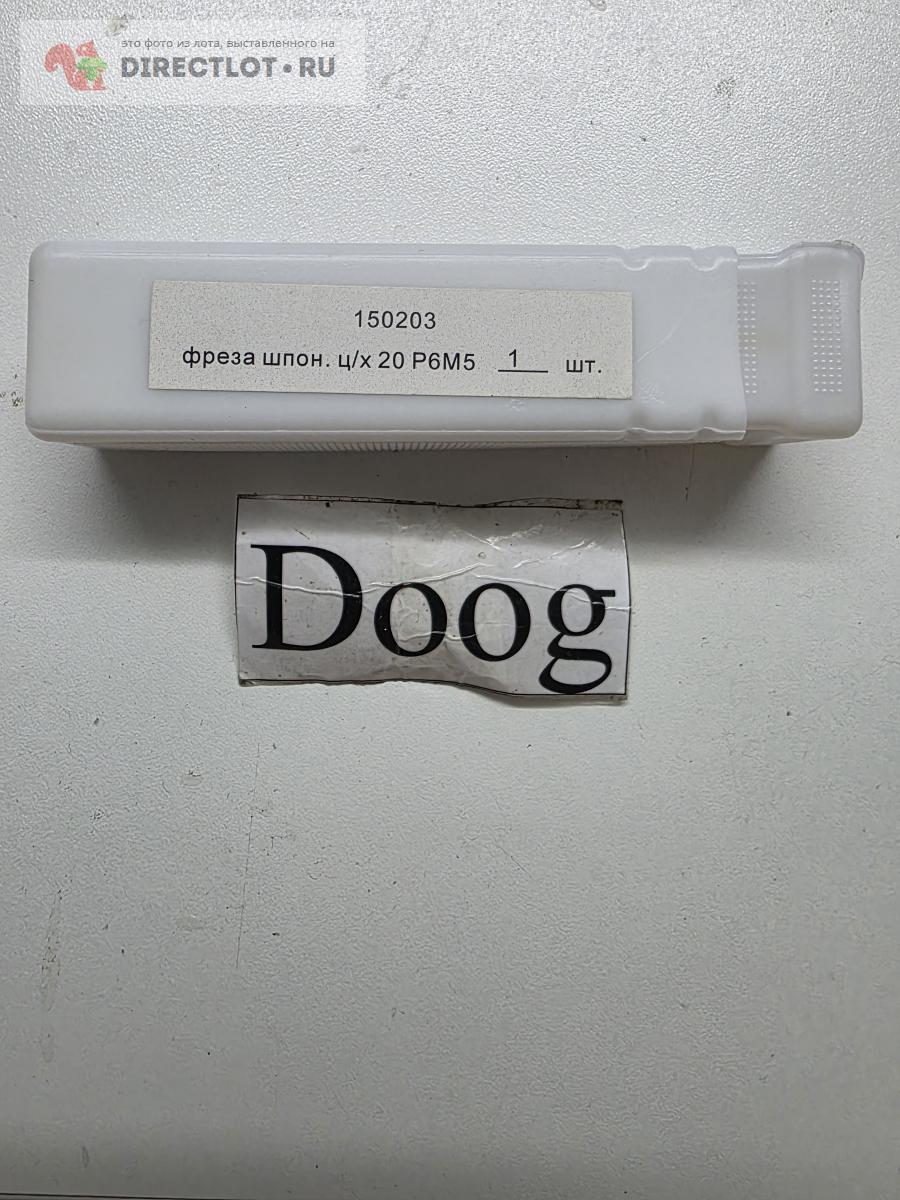 это фото из лота, выставленного на
DIRECTLOT•RU
150203
фреза шпон. ц/х 20 Р6М5 1 шт.
Doog